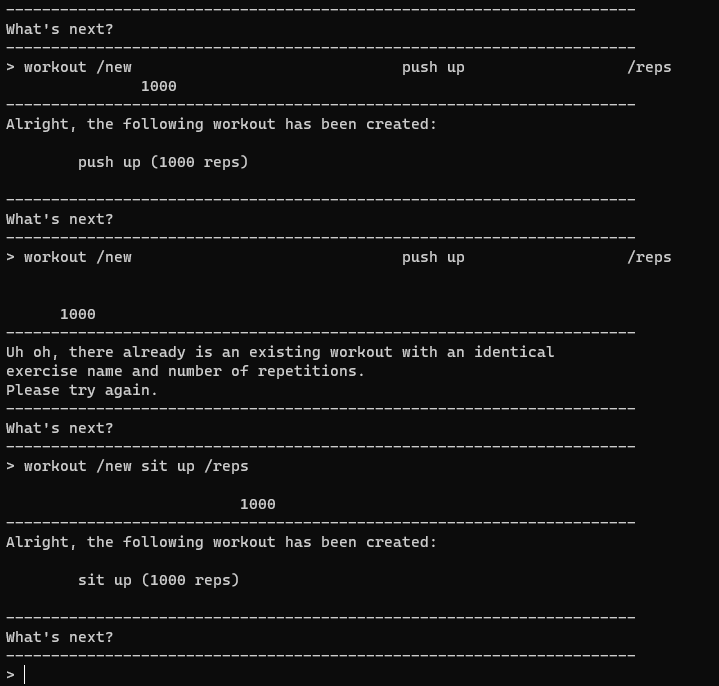 ----------------------------------------------------------------------
What's next?
----------------------------------------------------------------------
> workout /new                              push up                  /reps
               1000
----------------------------------------------------------------------
Alright, the following workout has been created:
        push up (1000 reps)
----------------------------------------------------------------------
What's next?
----------------------------------------------------------------------
> workout /new                              push up                  /reps
      1000
----------------------------------------------------------------------
Uh oh, there already is an existing workout with an identical
exercise name and number of repetitions.
Please try again.
----------------------------------------------------------------------
What's next?
----------------------------------------------------------------------
> workout /new sit up /reps
                          1000
----------------------------------------------------------------------
Alright, the following workout has been created:
        sit up (1000 reps)
----------------------------------------------------------------------
What's next?
----------------------------------------------------------------------
>